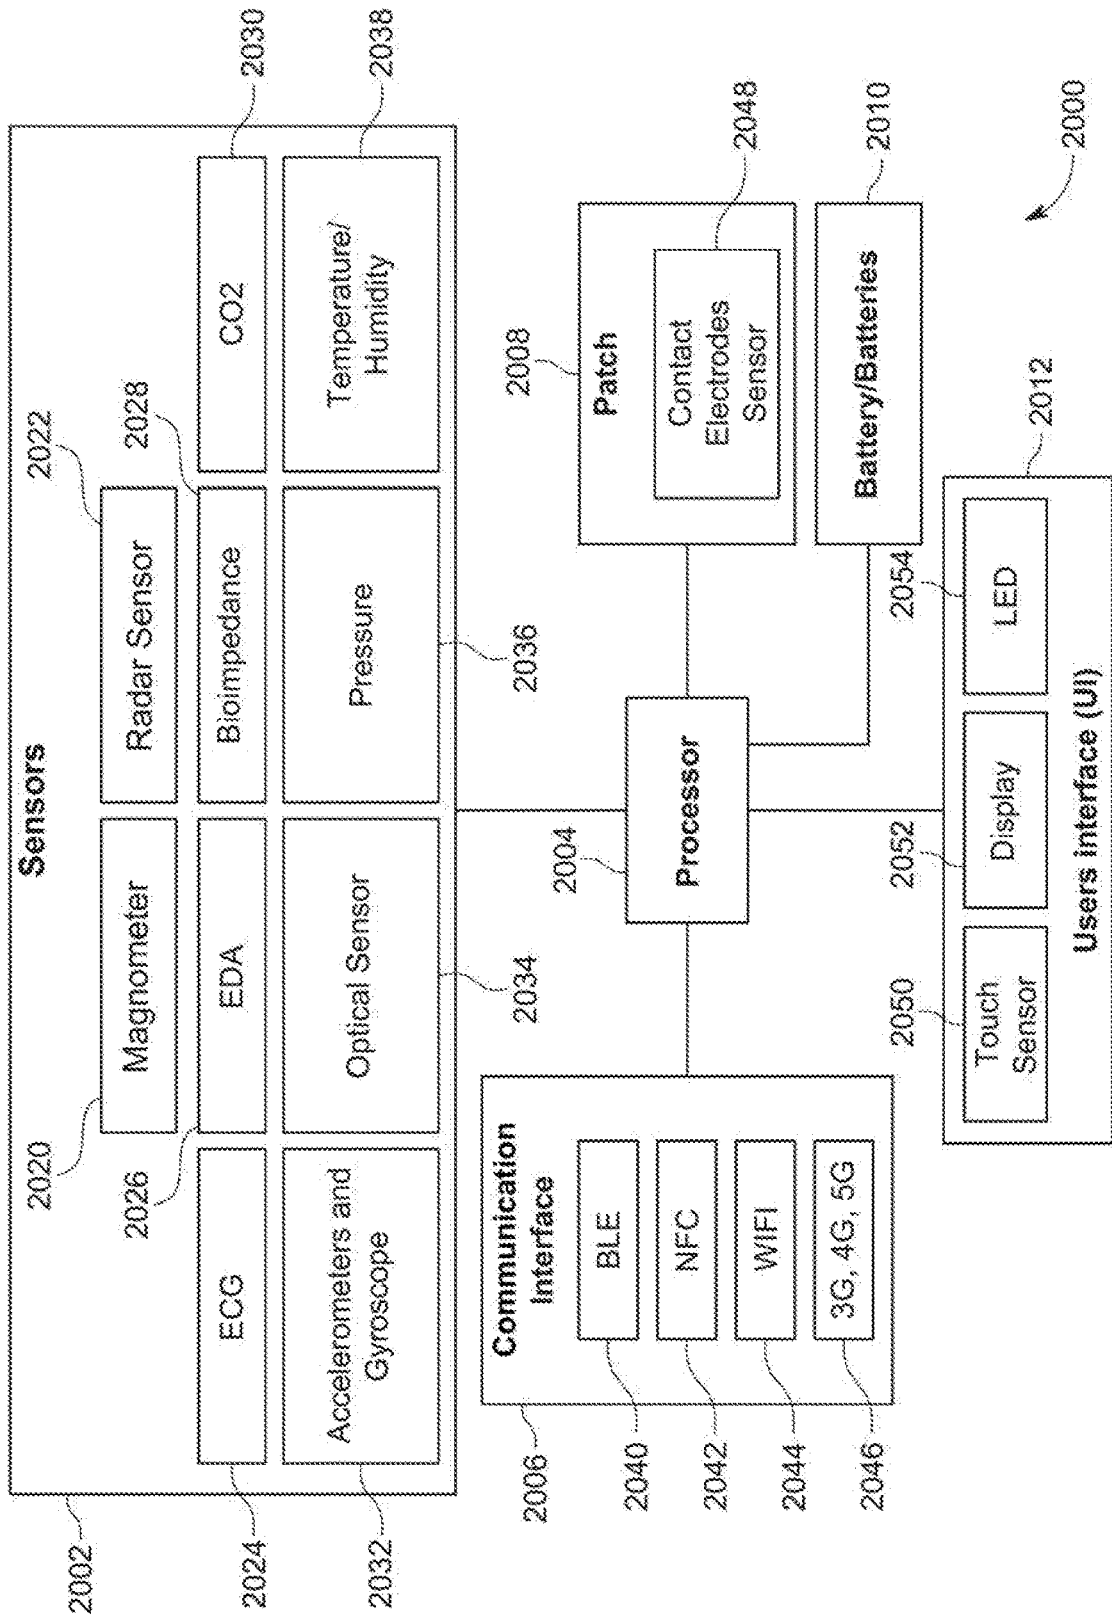 Sensors
2020
2022
Magnometer
Radar Sensor
2026
2028
ECG
EDA
Bioimpedance
CO2
2030
Accelerometers and
Gyroscope
Optical Sensor
Pressure
Temperature/
Humidity
2038
2002
2024
2032
2034
2036
2006
Communication
Interface
BLE
NFC
WIFI
3G, 4G, 5G
2040
2042
2044
2046
2004
Processor
2008
Patch
Contact
Electrodes
Sensor
2048
Battery/Batteries
2010
2050
2052
2054
Touch
Sensor
Display
LED
Users interface (UI)
2012
2000